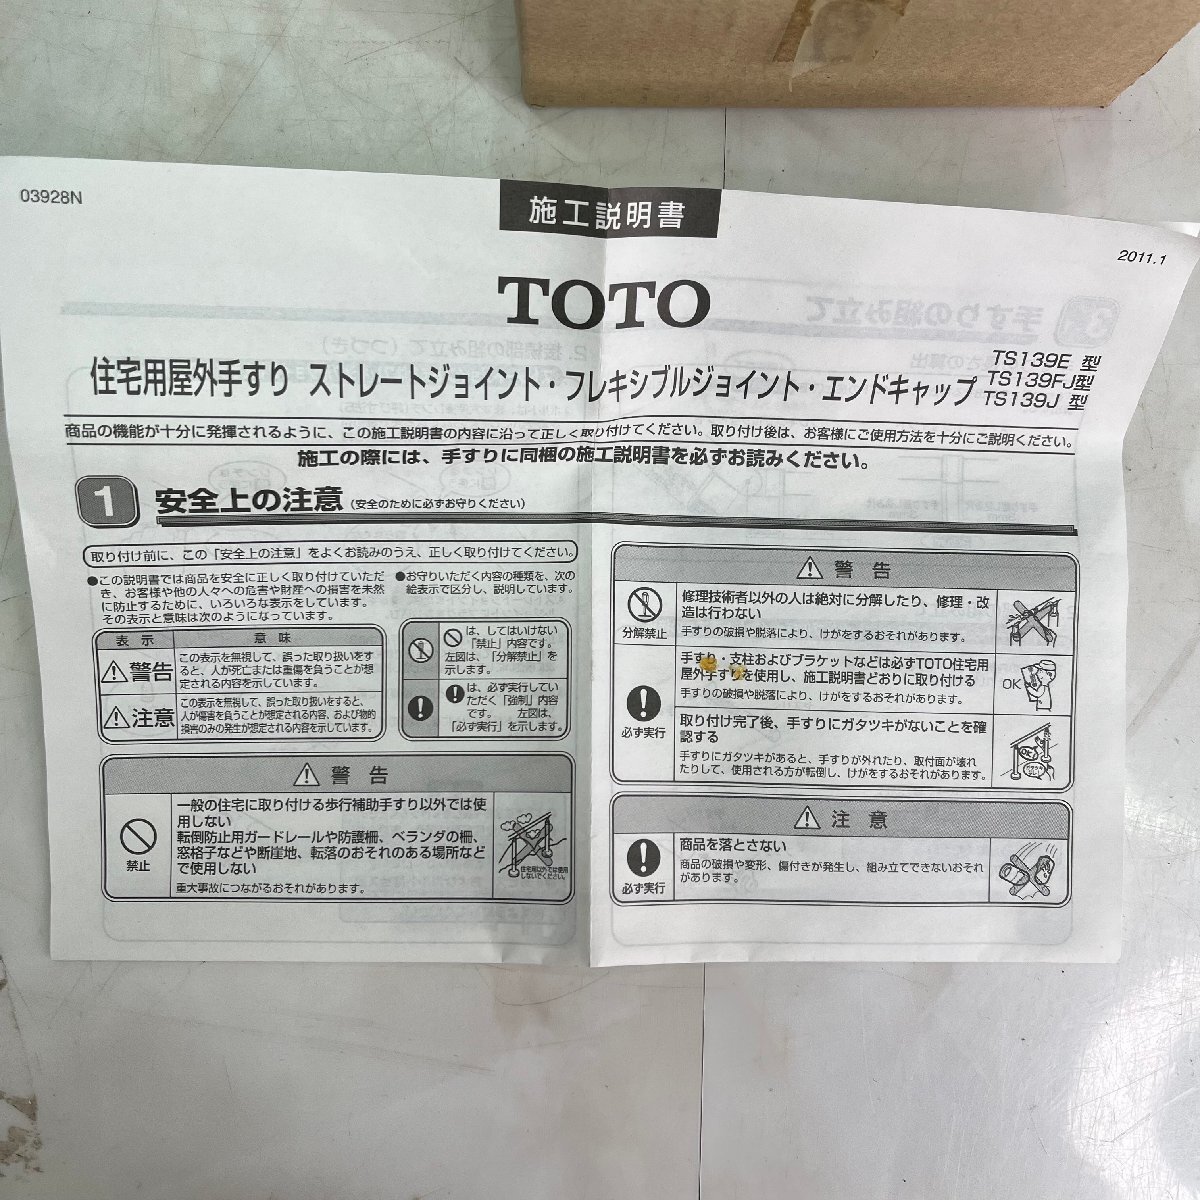 03928N
施工説明書
2011.1
TOTO
住宅用屋外手すり ストレートジョイント・フレキシブルジョイント・エンドキャップ
TS139E 型
TS139FJ型
TS139J 型
商品の機能が十分に発揮されるように、この施工説明書の内容に沿って正しく取り付けてください。取り付け後は、お客様にご使用方法を十分にご説明ください。
施工の際には、手すりに同梱の施工説明書を必ずお読みください。
1 安全上の注意 (安全のために必ずお守りください)
取り付け前に、この「安全上の注意」をよくお読みのうえ、正しく取り付けてください。
●この説明書では商品を安全に正しく取り付けていただ
き、お客様や他の人々への危害や財産への損害を未然
に防止するために、いろいろな表示をしています。
その表示と意味は次のようになっています。
表 示 意 味
警告
この表示を無視して、誤った取り扱いをす
ると、人が死亡または重傷を負うことが想
定される内容を示しています。
注意
この表示を無視して、誤った取り扱いをすると、
人が傷害を負うことが想定される内容、および物的
損害のみの発生が想定される内容を示しています。
●お守りいただく内容の種類を、次の
絵表示で区分し、説明しています。
は、してはいけない
「禁止」内容です。
左図は、「分解禁止」を
示します。
は、必ず実行してい
ただく「強制」内容
です。 左図は、
「必ず実行」を示します。
警 告
禁止
一般の住宅に取り付ける歩行補助手すり以外では使
用しない
転倒防止用ガードレールや防護柵、ベランダの柵、
窓格子などや断崖地、転落のおそれのある場所など
で使用しない
重大事故につながるおそれがあります。
住宅用以外では使用
しないでください。
警 告
分解禁止
修理技術者以外の人は絶対に分解したり、修理・改
造は行わない
手すりの破損や脱落により、けがをするおそれがあります。
必ず実行
手すり・支柱およびブラケットなどは必ずTOTO住宅用
屋外手すりを使用し、施工説明書どおりに取り付ける
手すりの破損や脱落により、けがをするおそれがあります。
OK
取り付け完了後、手すりにガタツキがないことを確
認する
手すりにガタツキがあると、手すりが外れたり、取付面が壊れ
たりして、使用される方が転倒し、けがをするおそれがあります。
OK
注 意
必ず実行
商品を落とさない
商品の破損や変形、傷付きが発生し、組み立てできないおそれ
があります。